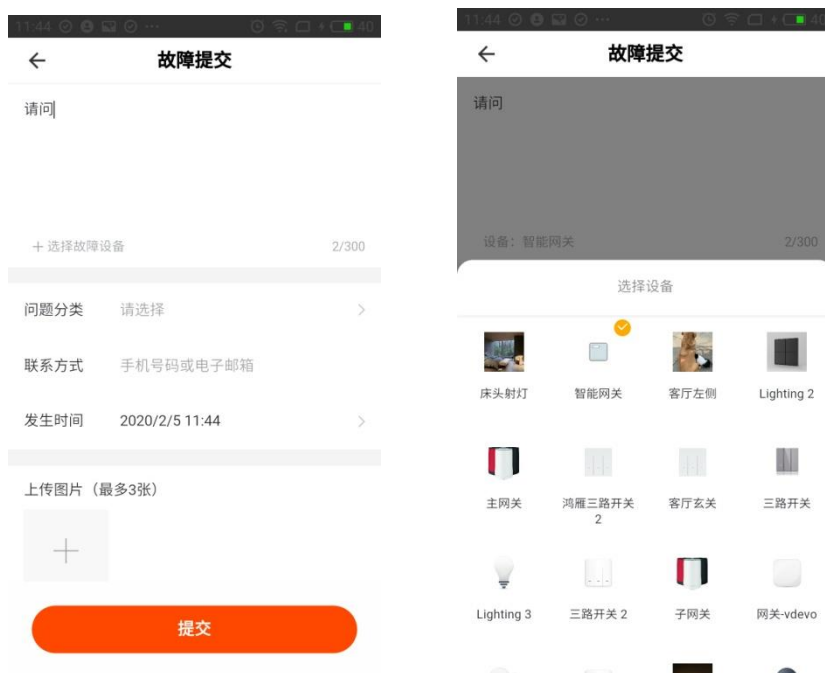 11:44 ··· 40
故障提交
请问
+ 选择故障设备 2/300
问题分类 请选择 >
联系方式 手机号码或电子邮箱
发生时间 2020/2/5 11:44 >
上传图片（最多3张）
提交
11:44 ··· 40
故障提交
请问
设备：智能网关 2/300
选择设备
床头射灯 智能网关 客厅左侧 Lighting 2
主网关 鸿雁三路开关 客厅玄关 三路开关
2
Lighting 3 三路开关 2 子网关 网关-vdevo